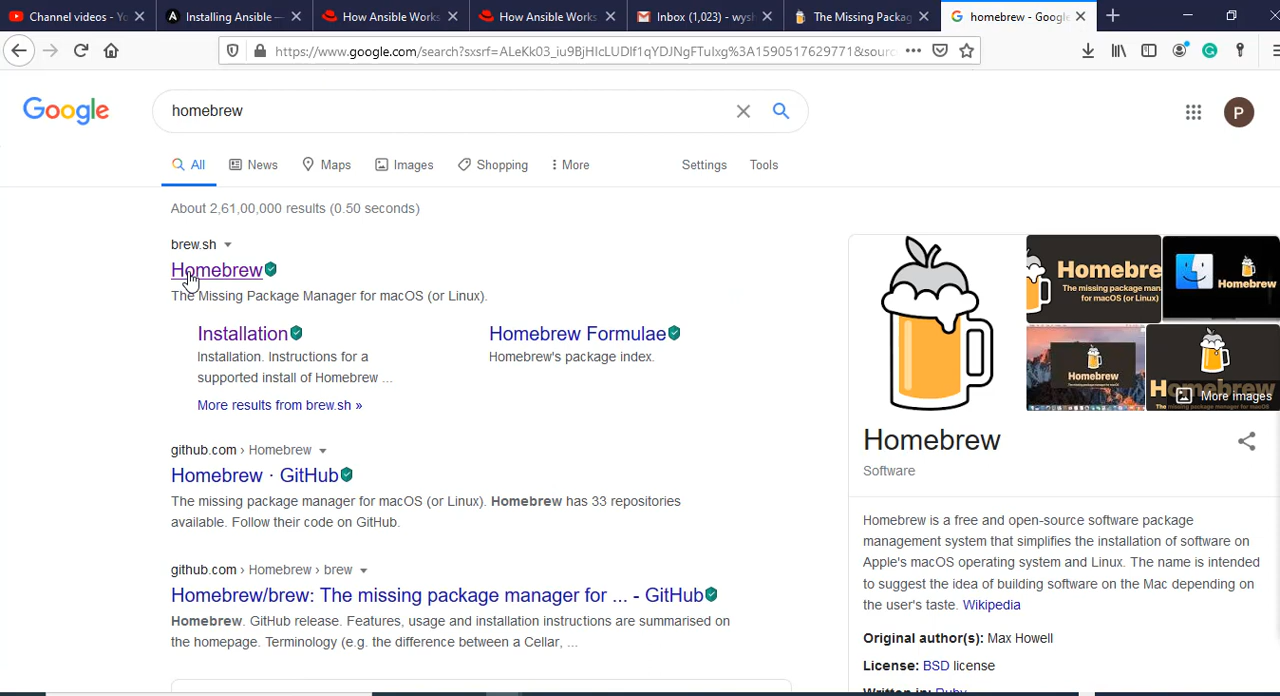 Channel videos - Yo
Installing Ansible —
How Ansible Works
How Ansible Works
Inbox (1,023) - wysh
The Missing Packag
homebrew - Google
https://www.google.com/search?sxsrf=ALeKk03_iu9BjHIcLUDlf1qYDJNgFTuIxg%3A1590517629771&sour
Google
homebrew
P
All
News
Maps
Images
Shopping
More
Settings
Tools
About 2,61,00,000 results (0.50 seconds)
brew.sh
Homebrew
The Missing Package Manager for macOS (or Linux).
Installation
Installation. Instructions for a
supported install of Homebrew ...
Homebrew Formulae
Homebrew's package index.
More results from brew.sh »
github.com › Homebrew
Homebrew · GitHub
The missing package manager for macOS (or Linux). Homebrew has 33 repositories
available. Follow their code on GitHub.
github.com › Homebrew › brew
Homebrew/brew: The missing package manager for ... - GitHub
Homebrew. GitHub release. Features, usage and installation instructions are summarised on
the homepage. Terminology (e.g. the difference between a Cellar, ...
Homebre
The missing package man
for macOS (or Linux)
Homebrew
Homebrew
More images
Homebrew
Software
Homebrew is a free and open-source software package
management system that simplifies the installation of software on
Apple's macOS operating system and Linux. The name is intended
to suggest the idea of building software on the Mac depending on
the user's taste. Wikipedia
Original author(s): Max Howell
License: BSD license
Written in: Ruby